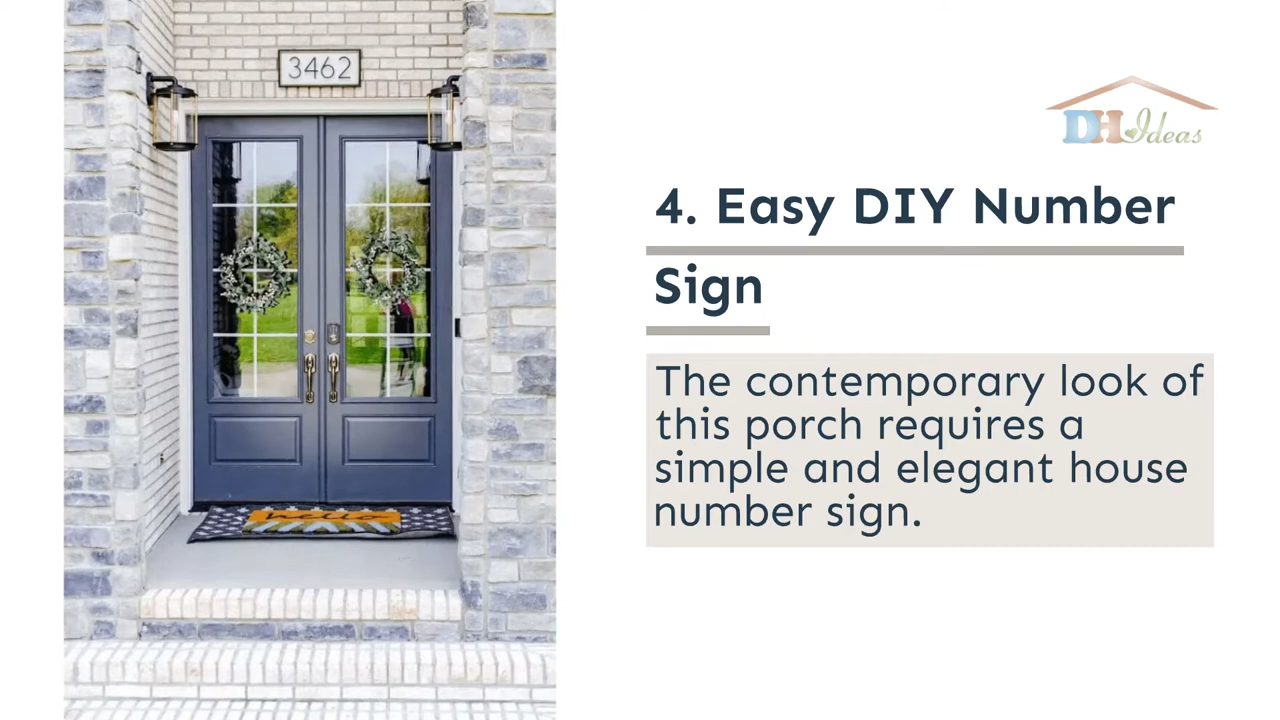 3462
hello
DH Ideas
4. Easy DIY Number
Sign
The contemporary look of
this porch requires a
simple and elegant house
number sign.